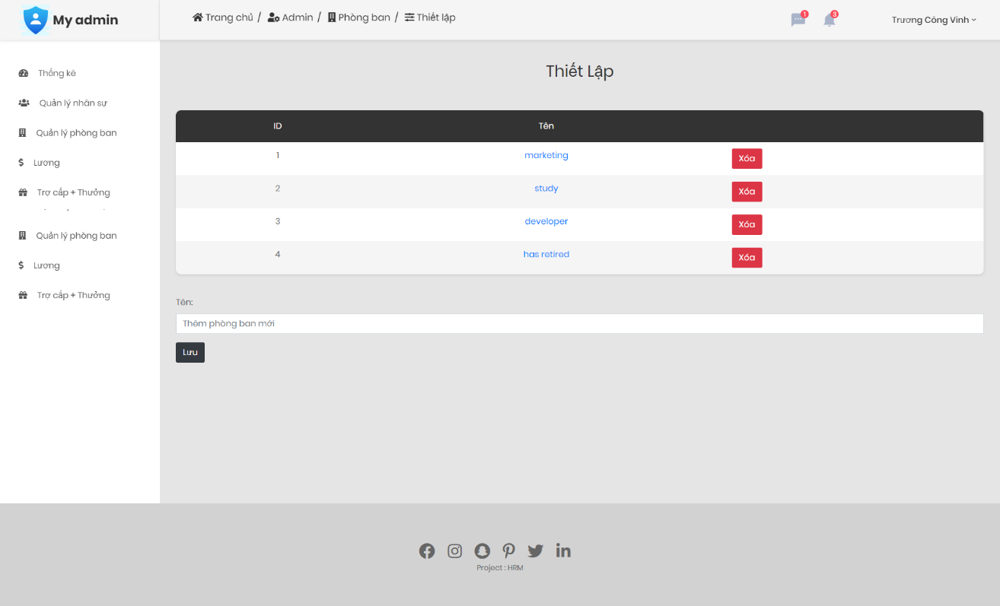 My admin
Trang chủ / Admin / Phòng ban / Thiết lập
1
3
Trương Công Vinh
Thống kê
Quản lý nhân sự
Quản lý phòng ban
$ Lương
Trợ cấp + Thưởng
Quản lý phòng ban
$ Lương
Trợ cấp + Thưởng
Thiết Lập
ID Tên
1 marketing Xóa
2 study Xóa
3 developer Xóa
4 has retired Xóa
Tên:
Thêm phòng ban mới
Lưu
Project : HRM